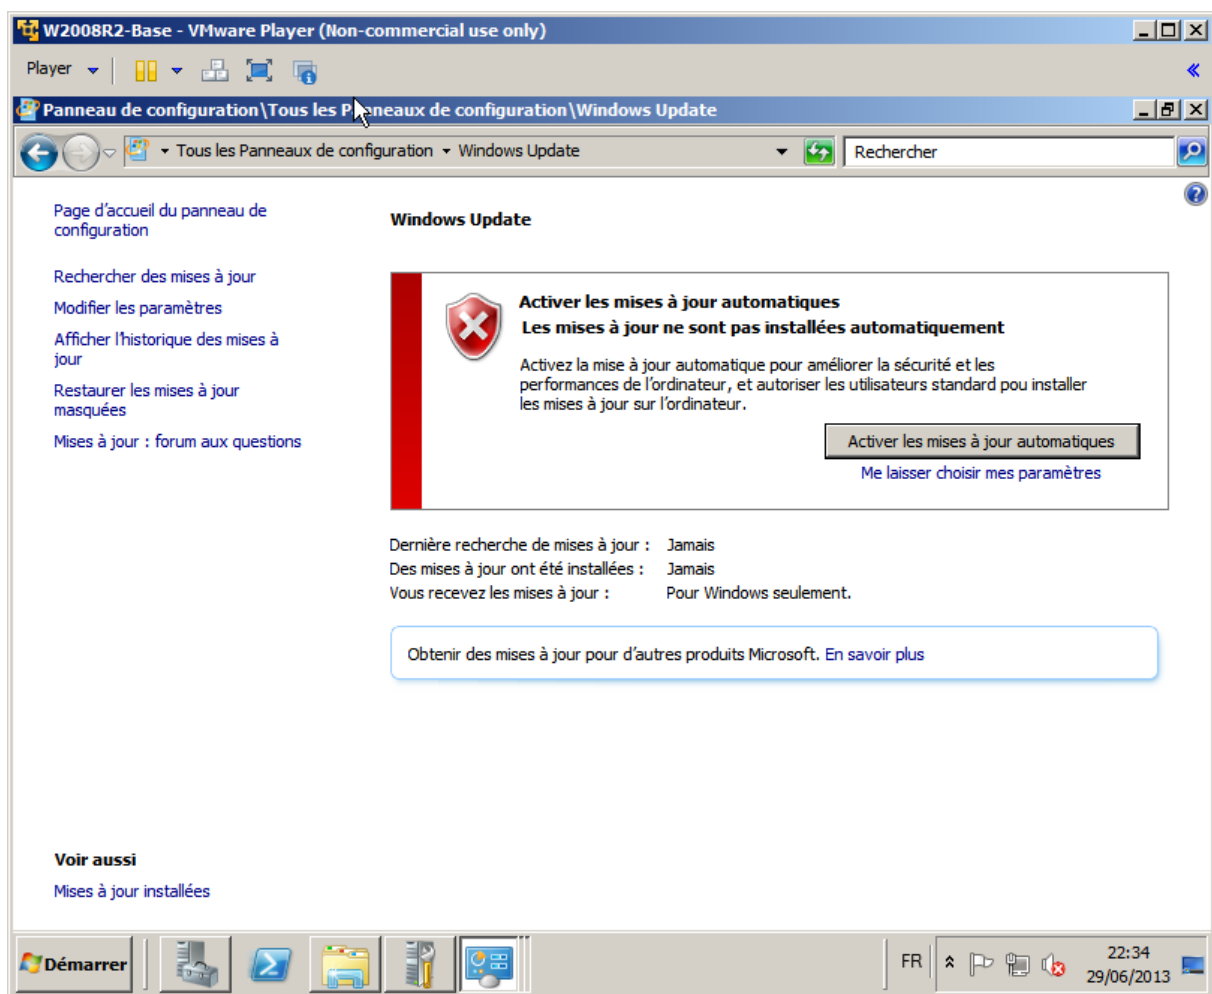 W2008R2-Base - VMware Player (Non-commercial use only)
Player
Panneau de configuration\Tous les Panneaux de configuration\Windows Update
Tous les Panneaux de configuration Windows Update
Rechercher
Page d'accueil du panneau de
configuration
Windows Update
Rechercher des mises à jour
Modifier les paramètres
Afficher l'historique des mises à
jour
Restaurer les mises à jour
masquées
Mises à jour : forum aux questions
Activer les mises à jour automatiques
Les mises à jour ne sont pas installées automatiquement
Activez la mise à jour automatique pour améliorer la sécurité et les
performances de l'ordinateur, et autoriser les utilisateurs standard pou installer
les mises à jour sur l'ordinateur.
Activer les mises à jour automatiques
Me laisser choisir mes paramètres
Dernière recherche de mises à jour : Jamais
Des mises à jour ont été installées : Jamais
Vous recevez les mises à jour : Pour Windows seulement.
Obtenir des mises à jour pour d'autres produits Microsoft. En savoir plus
Voir aussi
Mises à jour installées
Démarrer
FR
22:34
29/06/2013